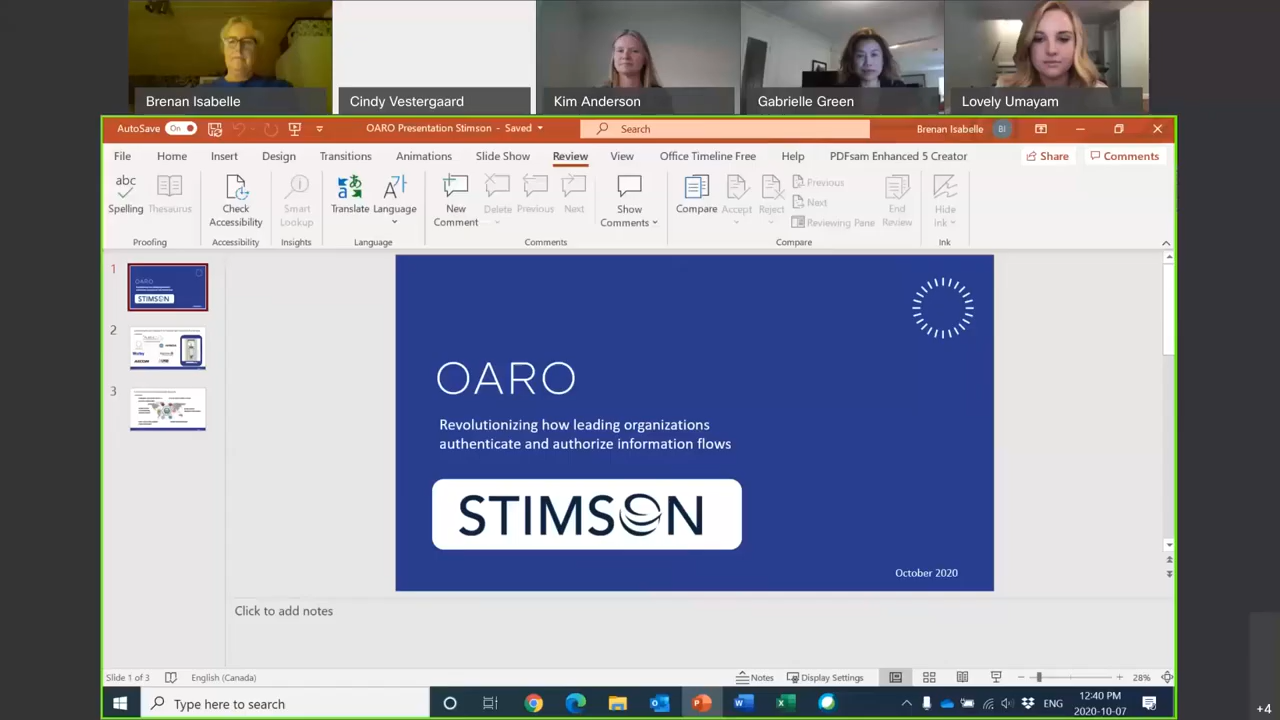 Brenan Isabelle
Cindy Vestergaard
Kim Anderson
Gabrielle Green
Lovely Umayam
AutoSave On
OARO Presentation Stimson - Saved
Search
Brenan Isabelle
BI
File Home Insert Design Transitions Animations Slide Show Review View Office Timeline Free Help PDFsam Enhanced 5 Creator Share Comments
abc
Spelling
Thesaurus
Proofing
Check
Accessibility
Accessibility
Smart
Lookup
Insights
Translate
Language
Language
New
Comment
Delete
Previous
Next
Show
Comments
Comments
Compare
Accept
Reject
Previous
Next
Reviewing Pane
End
Review
Compare
Hide
Ink
Ink
1
OARO
STIMSON
2
3
OARO
Revolutionizing how leading organizations
authenticate and authorize information flows
STIMSON
October 2020
Click to add notes
Slide 1 of 3
English (Canada)
Notes
Display Settings
28%
Type here to search
ENG
12:40 PM
2020-10-07
+4